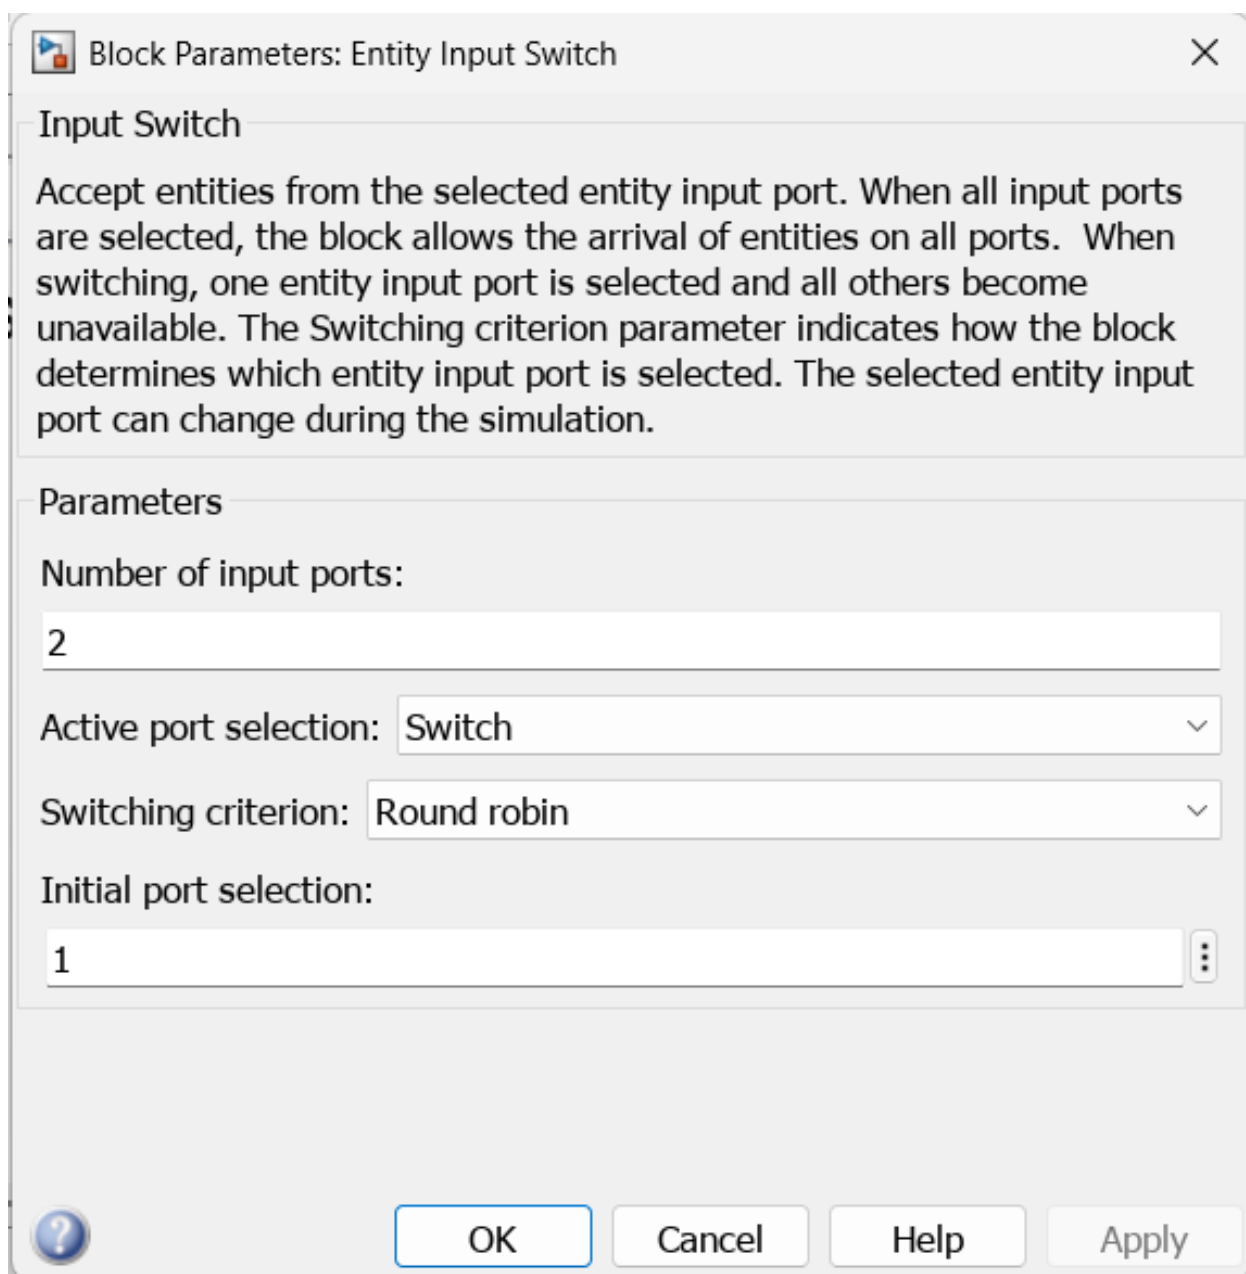 Block Parameters: Entity Input Switch
Input Switch
Accept entities from the selected entity input port. When all input ports
are selected, the block allows the arrival of entities on all ports.  When
switching, one entity input port is selected and all others become
unavailable. The Switching criterion parameter indicates how the block
determines which entity input port is selected. The selected entity input
port can change during the simulation.
Parameters
Number of input ports:
2
Active port selection: Switch
Switching criterion: Round robin
Initial port selection:
1
OK Cancel Help Apply